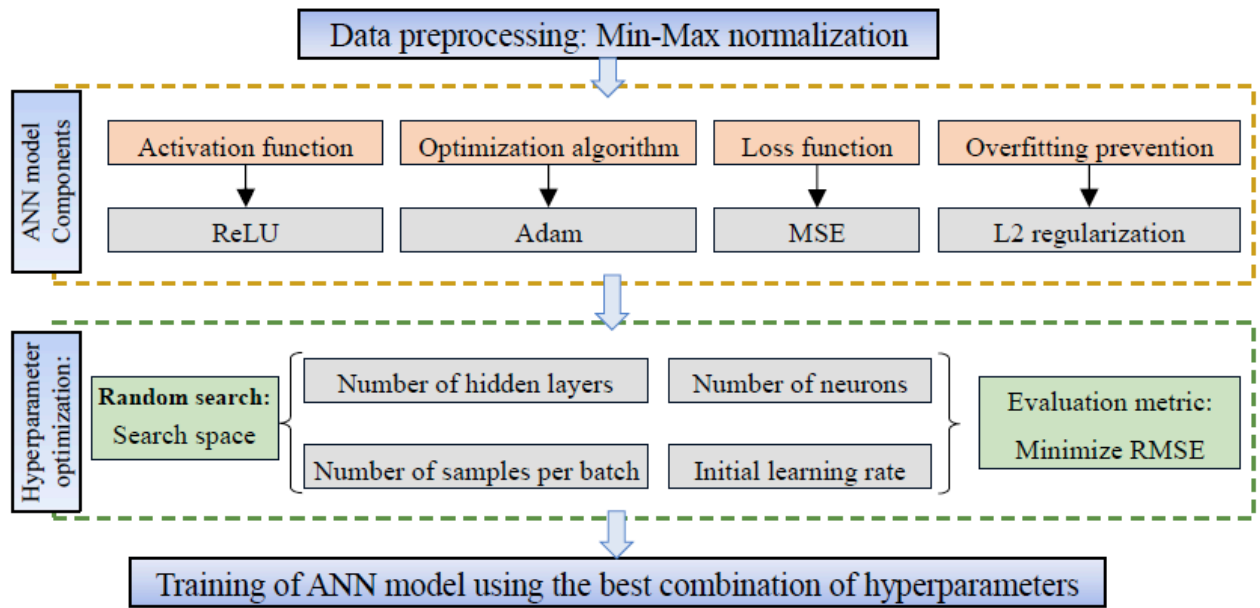 Data preprocessing: Min-Max normalization
ANN model
Components
Activation function
Optimization algorithm
Loss function
Overfitting prevention
ReLU
Adam
MSE
L2 regularization
Hyperparameter
optimization:
Random search:
Search space
Number of hidden layers
Number of neurons
Number of samples per batch
Initial learning rate
Evaluation metric:
Minimize RMSE
Training of ANN model using the best combination of hyperparameters